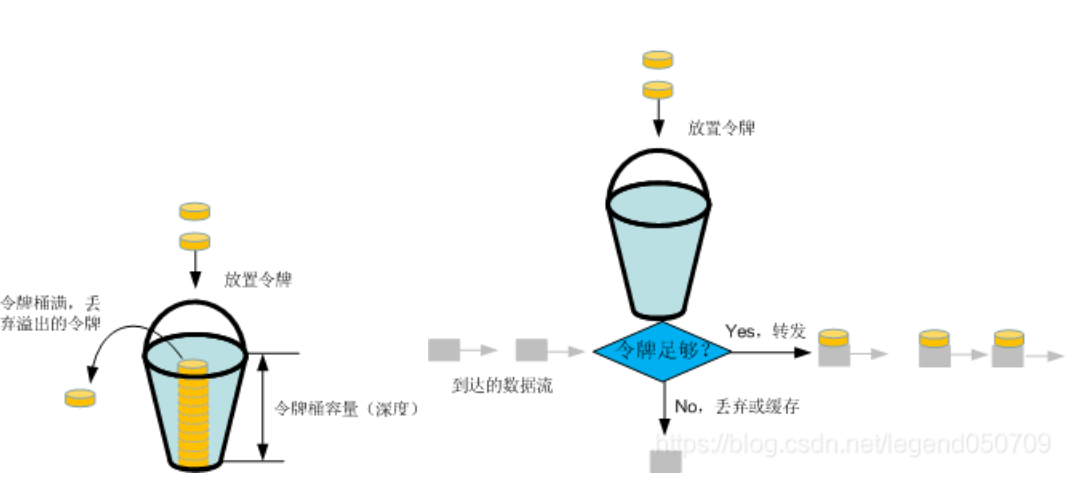 放置令牌
令牌桶满，丢
弃溢出的令牌
令牌桶容量（深度）
放置令牌
到达的数据流
令牌足够？
Yes，转发
No，丢弃或缓存
https://blog.csdn.net/legend050709